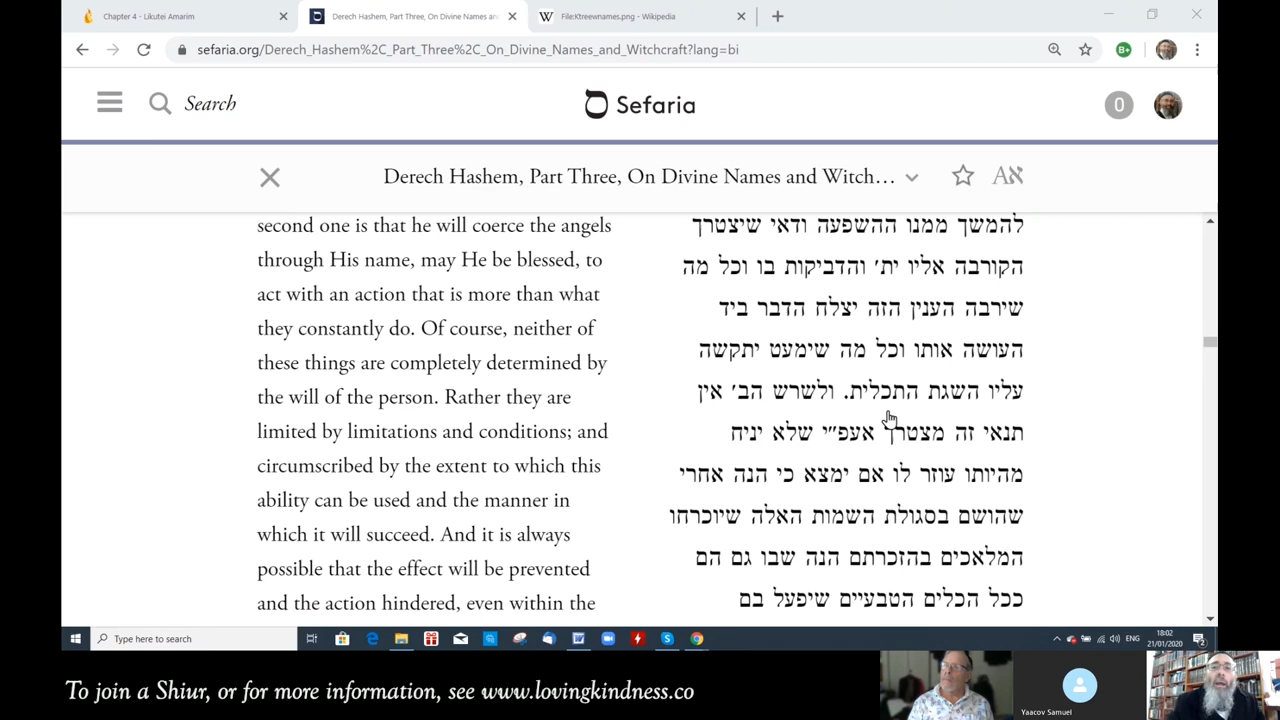 Chapter 4 - Likutei Amarim
Derech Hashem, Part Three, On Divine Names and
File:Ktreewnames.png - Wikipedia
sefaria.org/Derech_Hashem%2C_Part_Three%2C_On_Divine_Names_and_Witchcraft?lang=bi
B+
Search
Sefaria
0
Derech Hashem, Part Three, On Divine Names and Witch…
Aא
second one is that he will coerce the angels
through His name, may He be blessed, to
act with an action that is more than what
they constantly do. Of course, neither of
these things are completely determined by
the will of the person. Rather they are
limited by limitations and conditions; and
circumscribed by the extent to which this
ability can be used and the manner in
which it will succeed. And it is always
possible that the effect will be prevented
and the action hindered, even within the
להמשך ממנו ההשפעה ודאי שיצטרך
הקורבה אליו ית׳ והדביקות בו וכל מה
שירבה הענין הזה יצלח הדבר ביד
העושה אותו וכל מה שימעט יתקשה
עליו השגת התכלית. ולשרש הב׳ אין
תנאי זה מצטרך אעפ״י שלא יניח
מהיותו עוזר לו אם ימצא כי הנה אחרי
שהושם בסגולת השמות האלה שיוכרחו
המלאכים בהזכרתם הנה שבו גם הם
ככל הכלים הטבעיים שיפעל בם
Type here to search
ENG
18:02
21/01/2020
2
To join a Shiur, or for more information, see www.lovingkindness.co
Yaacov Samuel